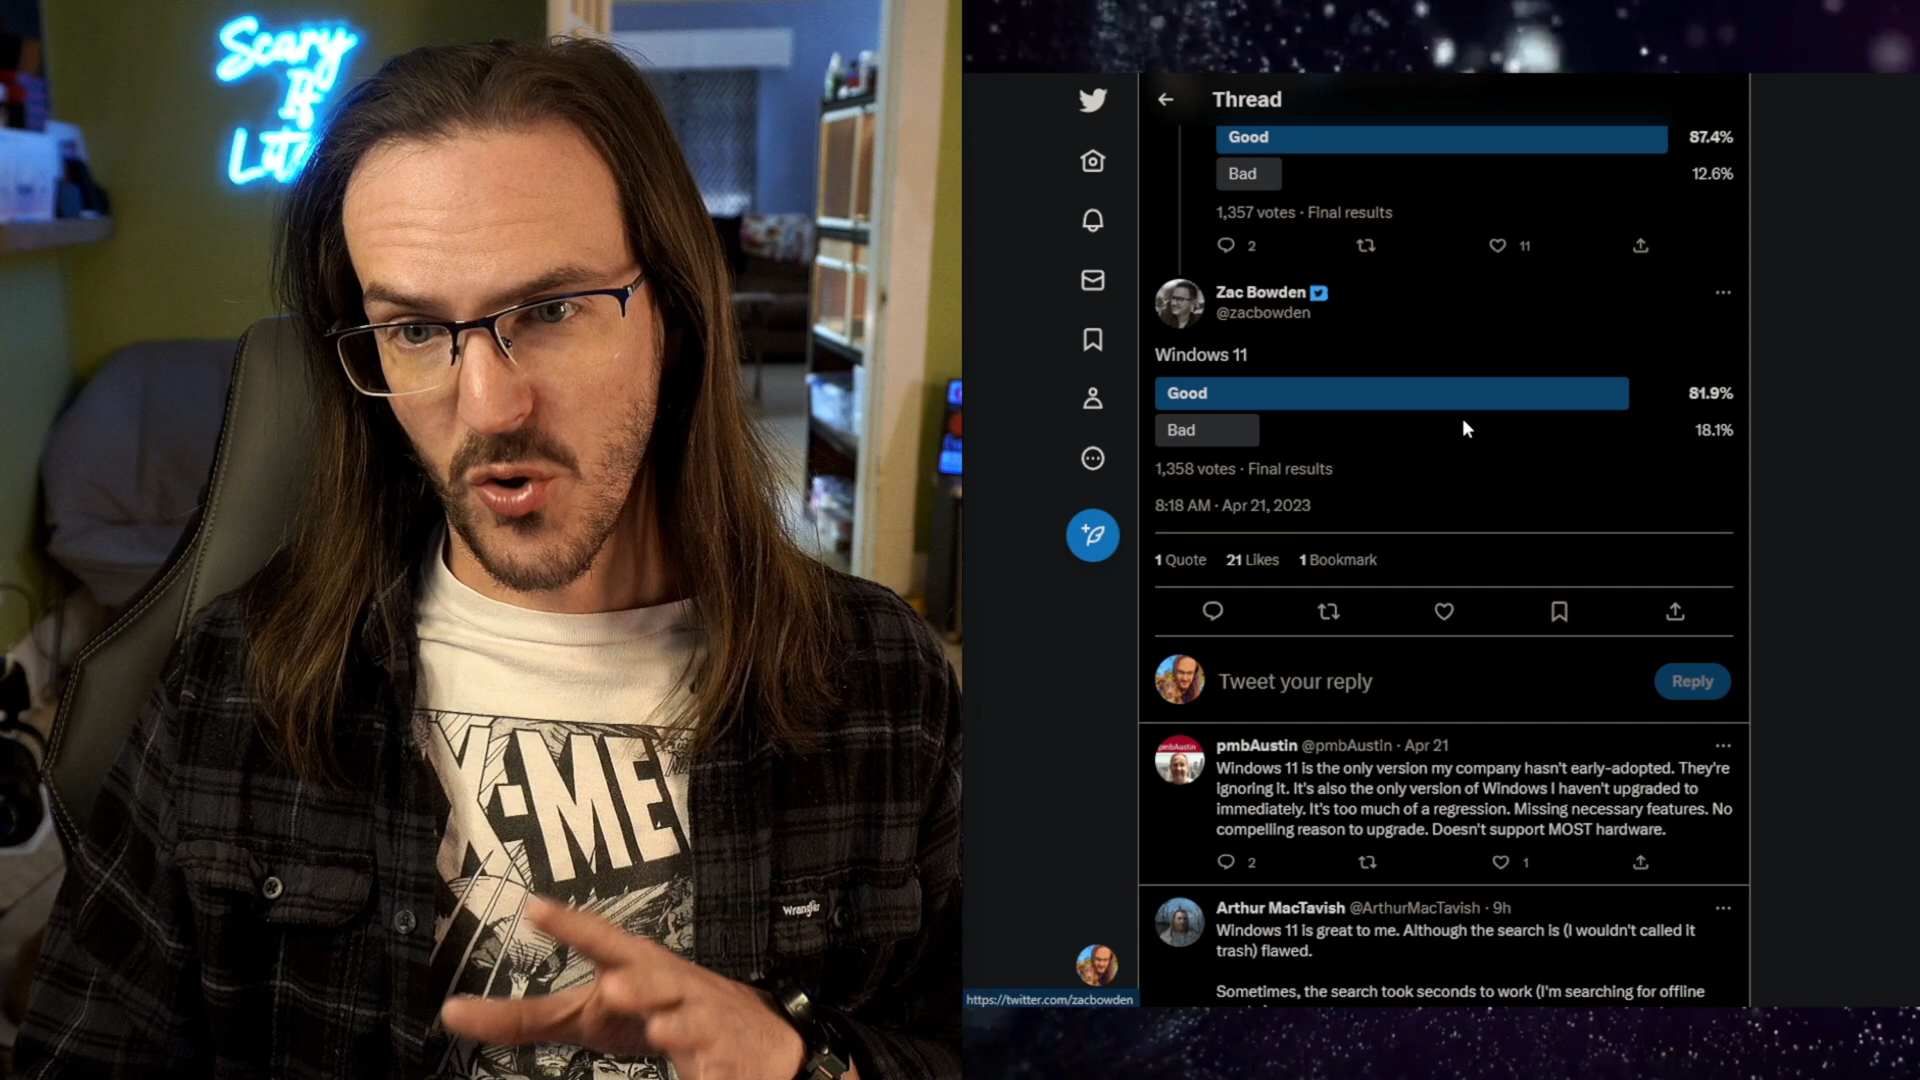 Scary
Is
Lit
X-ME
Wrangler
Thread
Good 87.4%
Bad 12.6%
1,357 votes · Final results
2 11
Zac Bowden
@zacbowden
Windows 11
Good 81.9%
Bad 18.1%
1,358 votes · Final results
8:18 AM · Apr 21, 2023
1 Quote 21 Likes 1 Bookmark
Tweet your reply Reply
pmbAustin @pmbAustin · Apr 21
Windows 11 is the only version my company hasn't early-adopted. They're
ignoring it. It's also the only version of Windows I haven't upgraded to
immediately. It's too much of a regression. Missing necessary features. No
compelling reason to upgrade. Doesn't support MOST hardware.
2 1
Arthur MacTavish @ArthurMacTavish · 9h
Windows 11 is great to me. Although the search is (I wouldn't called it
trash) flawed.
Sometimes, the search took seconds to work (I'm searching for offline
https://twitter.com/zacbowden
pmbAustin